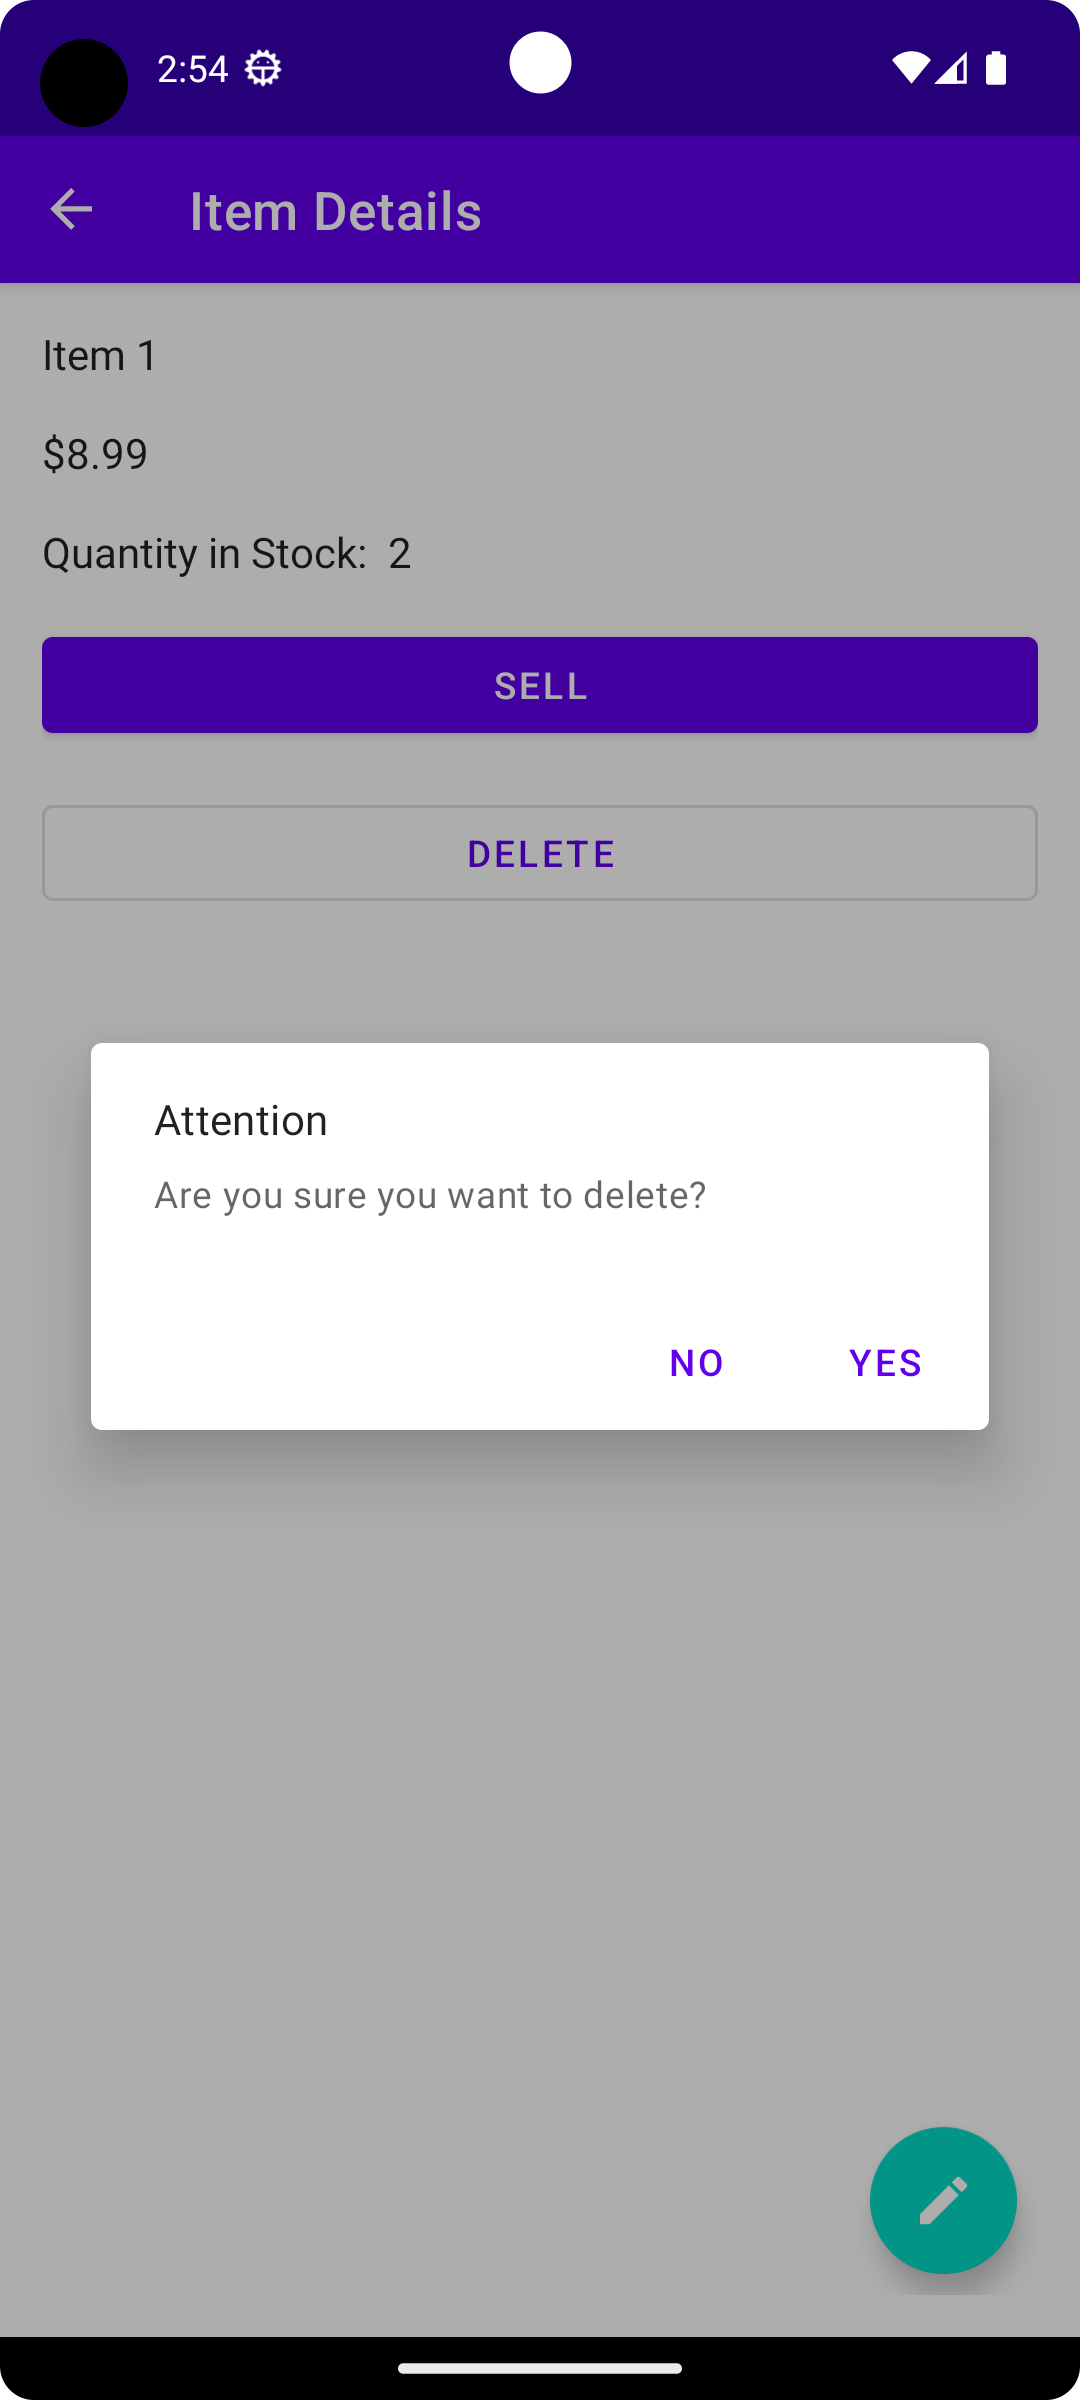 2:54
Item Details
Item 1
$8.99
Quantity in Stock: 2
SELL
DELETE
Attention
Are you sure you want to delete?
NO YES